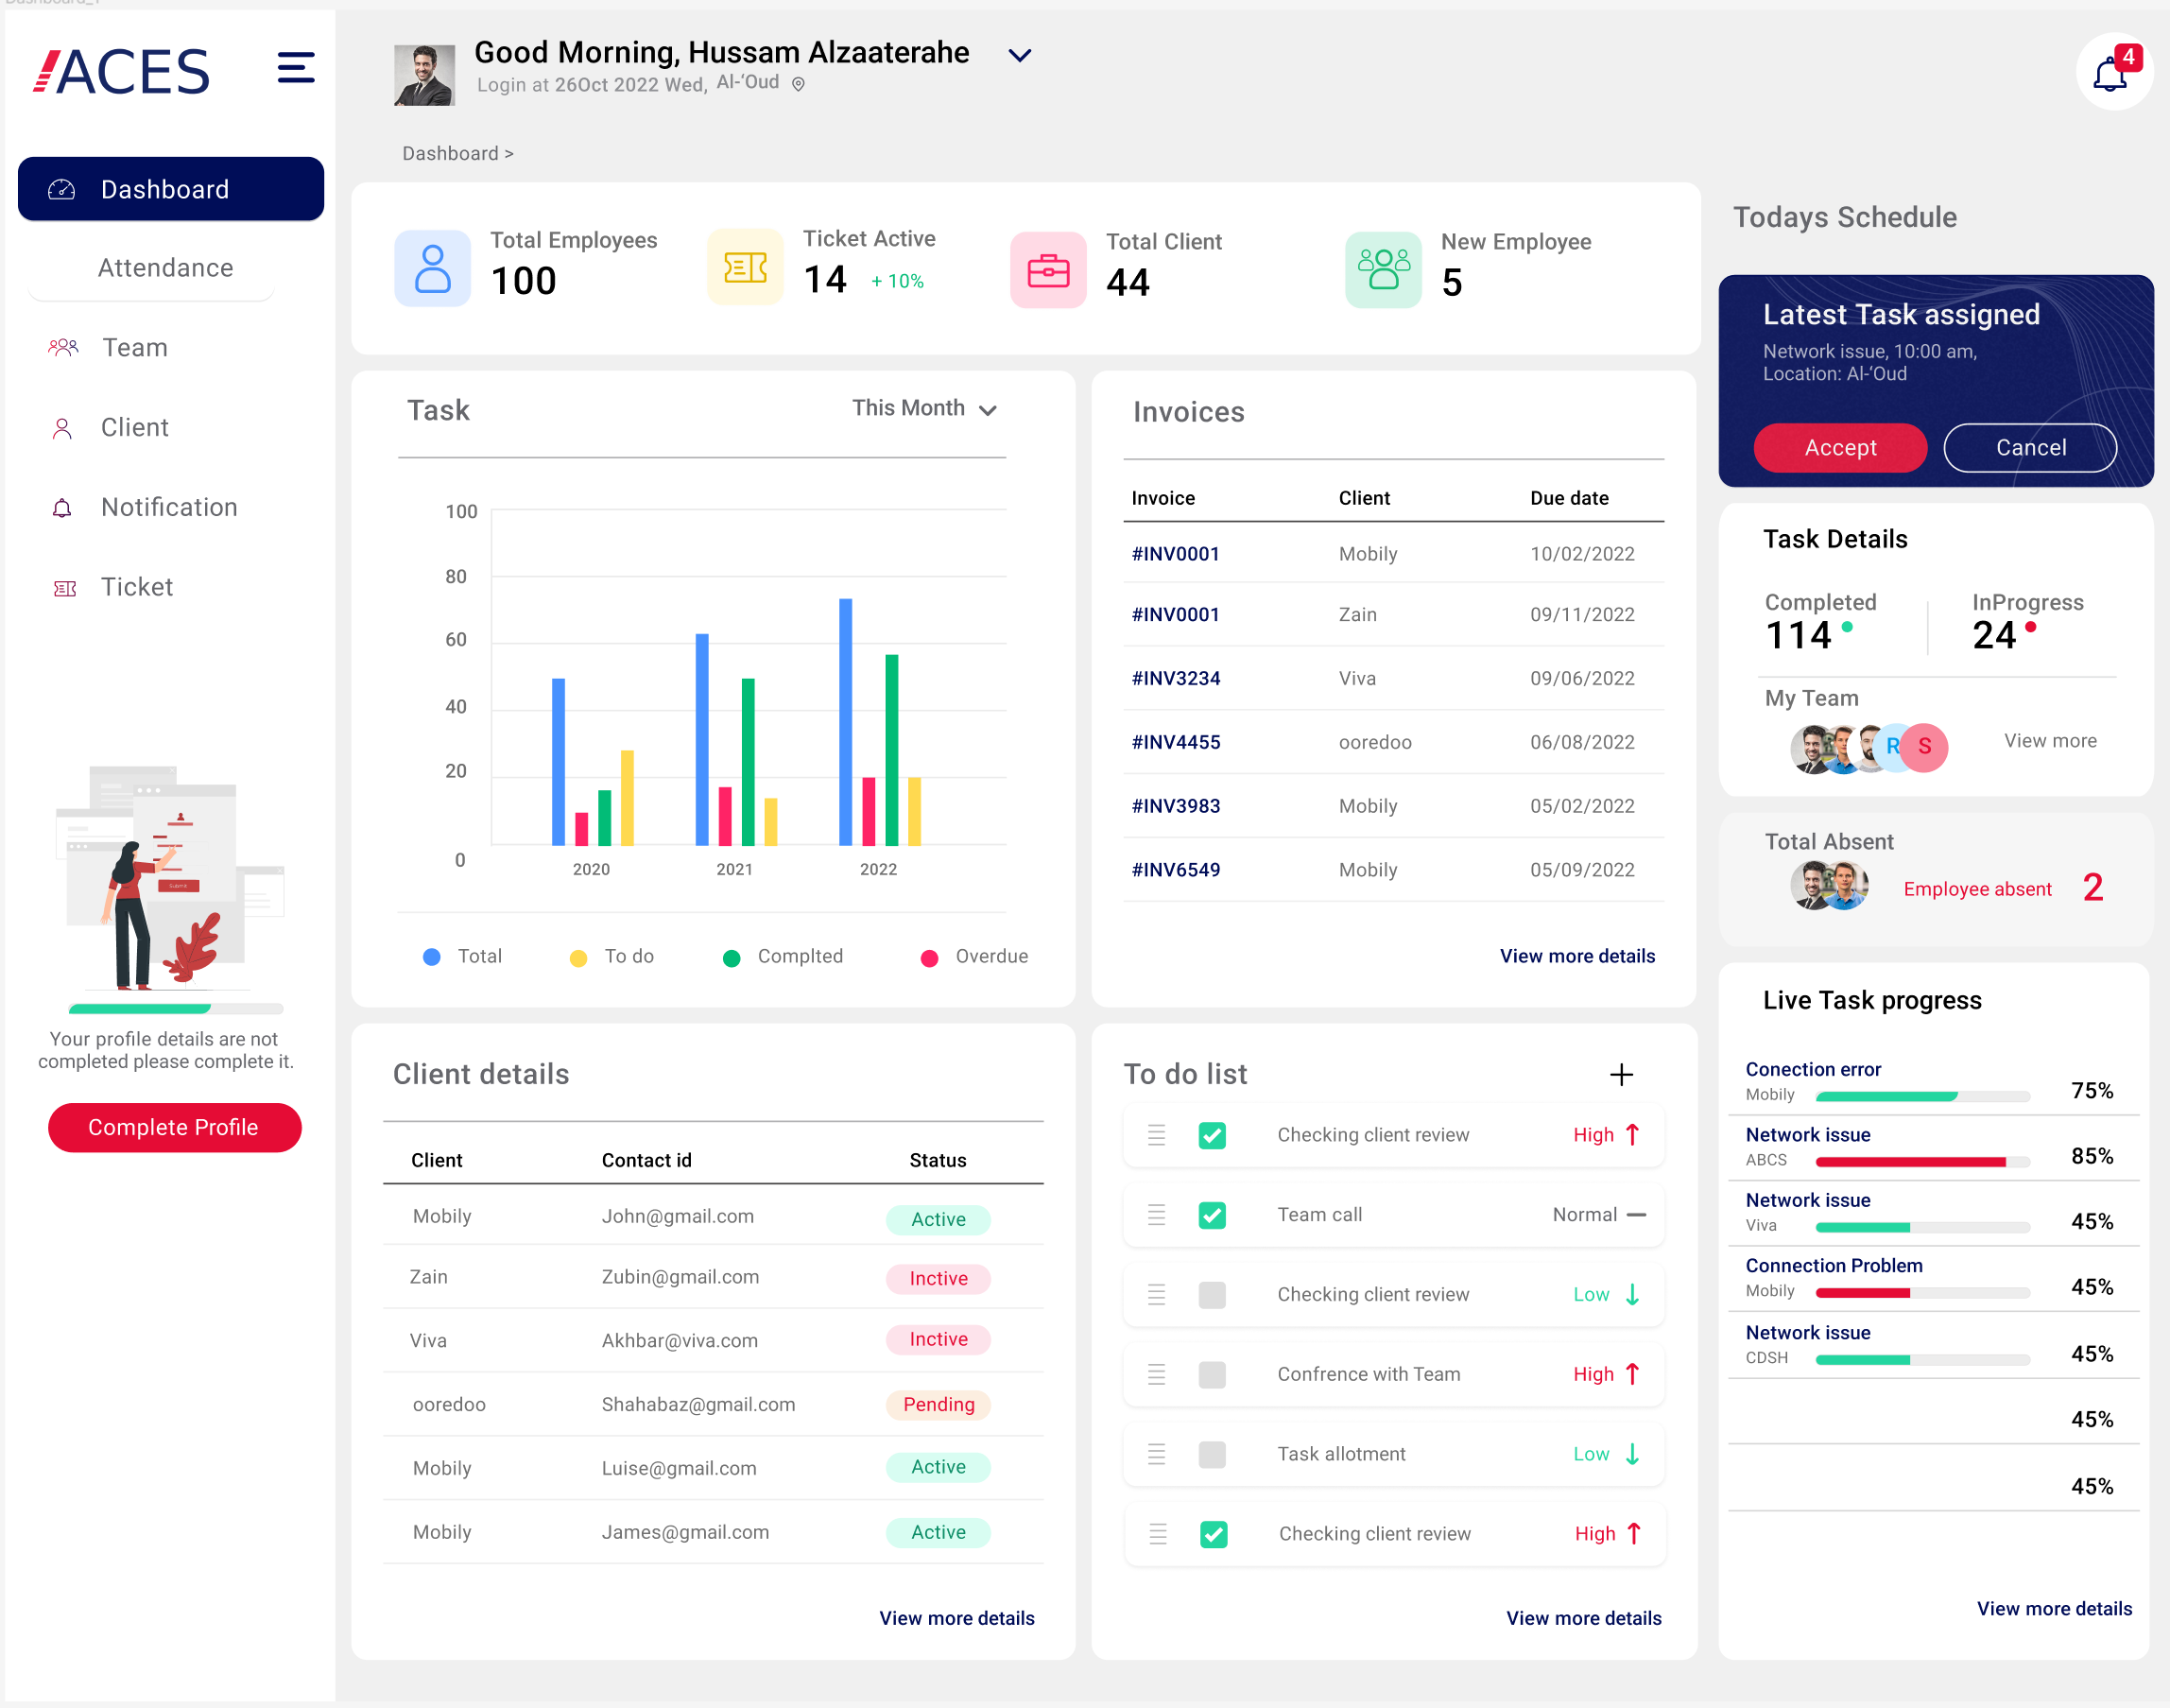 Dashboard_1
ACES
Dashboard
Attendance
Team
Client
Notification
Ticket
Submit
Your profile details are not
completed please complete it.
Complete Profile
Good Morning, Hussam Alzaaterahe
Login at 26Oct 2022 Wed, Al-‘Oud
4
Dashboard >
Total Employees
100
Ticket Active
14 + 10%
Total Client
44
New Employee
5
Task This Month
100
80
60
40
20
0
2020 2021 2022
Total To do Complted Overdue
Invoices
Invoice Client Due date
#INV0001 Mobily 10/02/2022
#INV0001 Zain 09/11/2022
#INV3234 Viva 09/06/2022
#INV4455 ooredoo 06/08/2022
#INV3983 Mobily 05/02/2022
#INV6549 Mobily 05/09/2022
View more details
Client details
Client Contact id Status
Mobily John@gmail.com Active
Zain Zubin@gmail.com Inctive
Viva Akhbar@viva.com Inctive
ooredoo Shahabaz@gmail.com Pending
Mobily Luise@gmail.com Active
Mobily James@gmail.com Active
View more details
To do list
Checking client review High
Team call Normal
Checking client review Low
Confrence with Team High
Task allotment Low
Checking client review High
View more details
Todays Schedule
Latest Task assigned
Network issue, 10:00 am,
Location: Al-‘Oud
Accept Cancel
Task Details
Completed InProgress
114 24
My Team
R S View more
Total Absent
Employee absent 2
Live Task progress
Conection error
Mobily 75%
Network issue
ABCS 85%
Network issue
Viva 45%
Connection Problem
Mobily 45%
Network issue
CDSH 45%
45%
45%
View more details